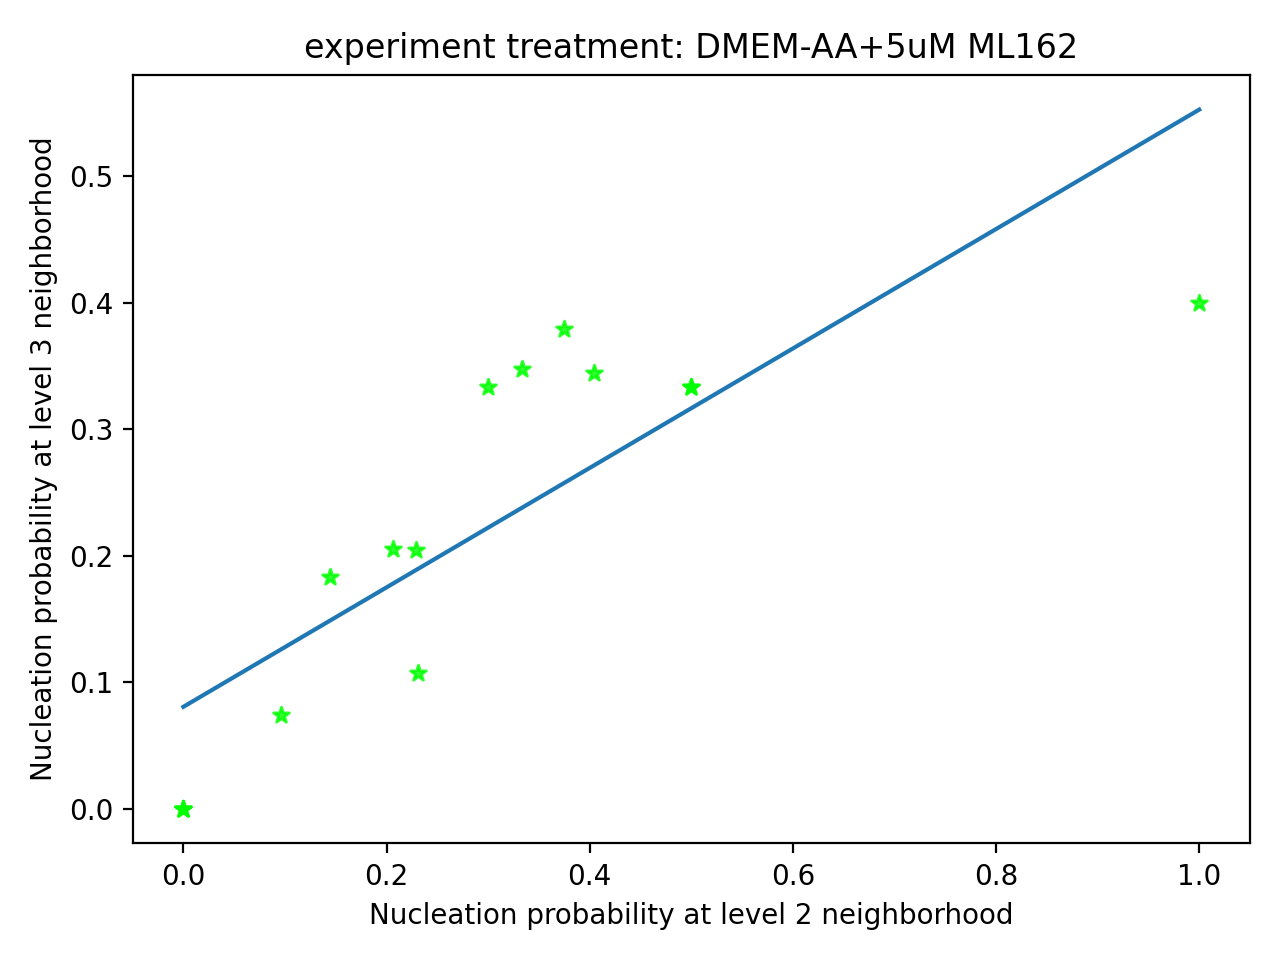 experiment treatment: DMEM-AA+5uM ML162
Nucleation probability at level 3 neighborhood
0.5
0.4
0.3
0.2
0.1
0.0
0.0 0.2 0.4 0.6 0.8 1.0
Nucleation probability at level 2 neighborhood